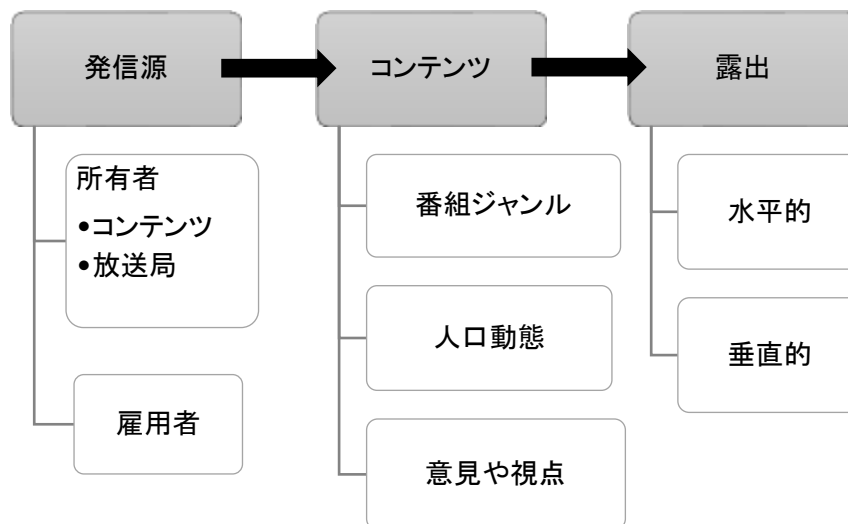 発信源
コンテンツ
露出
所有者
•コンテンツ
•放送局
雇用者
番組ジャンル
人口動態
意見や視点
水平的
垂直的